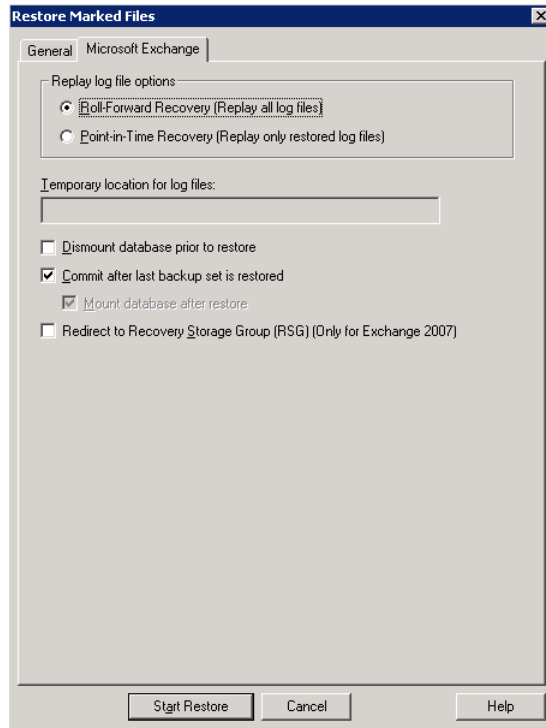 Restore Marked Files
General
Microsoft Exchange
Replay log file options
Roll-Forward Recovery (Replay all log files)
Point-in-Time Recovery (Replay only restored log files)
Temporary location for log files:
Dismount database prior to restore
Commit after last backup set is restored
Mount database after restore
Redirect to Recovery Storage Group (RSG) (Only for Exchange 2007)
Start Restore
Cancel
Help